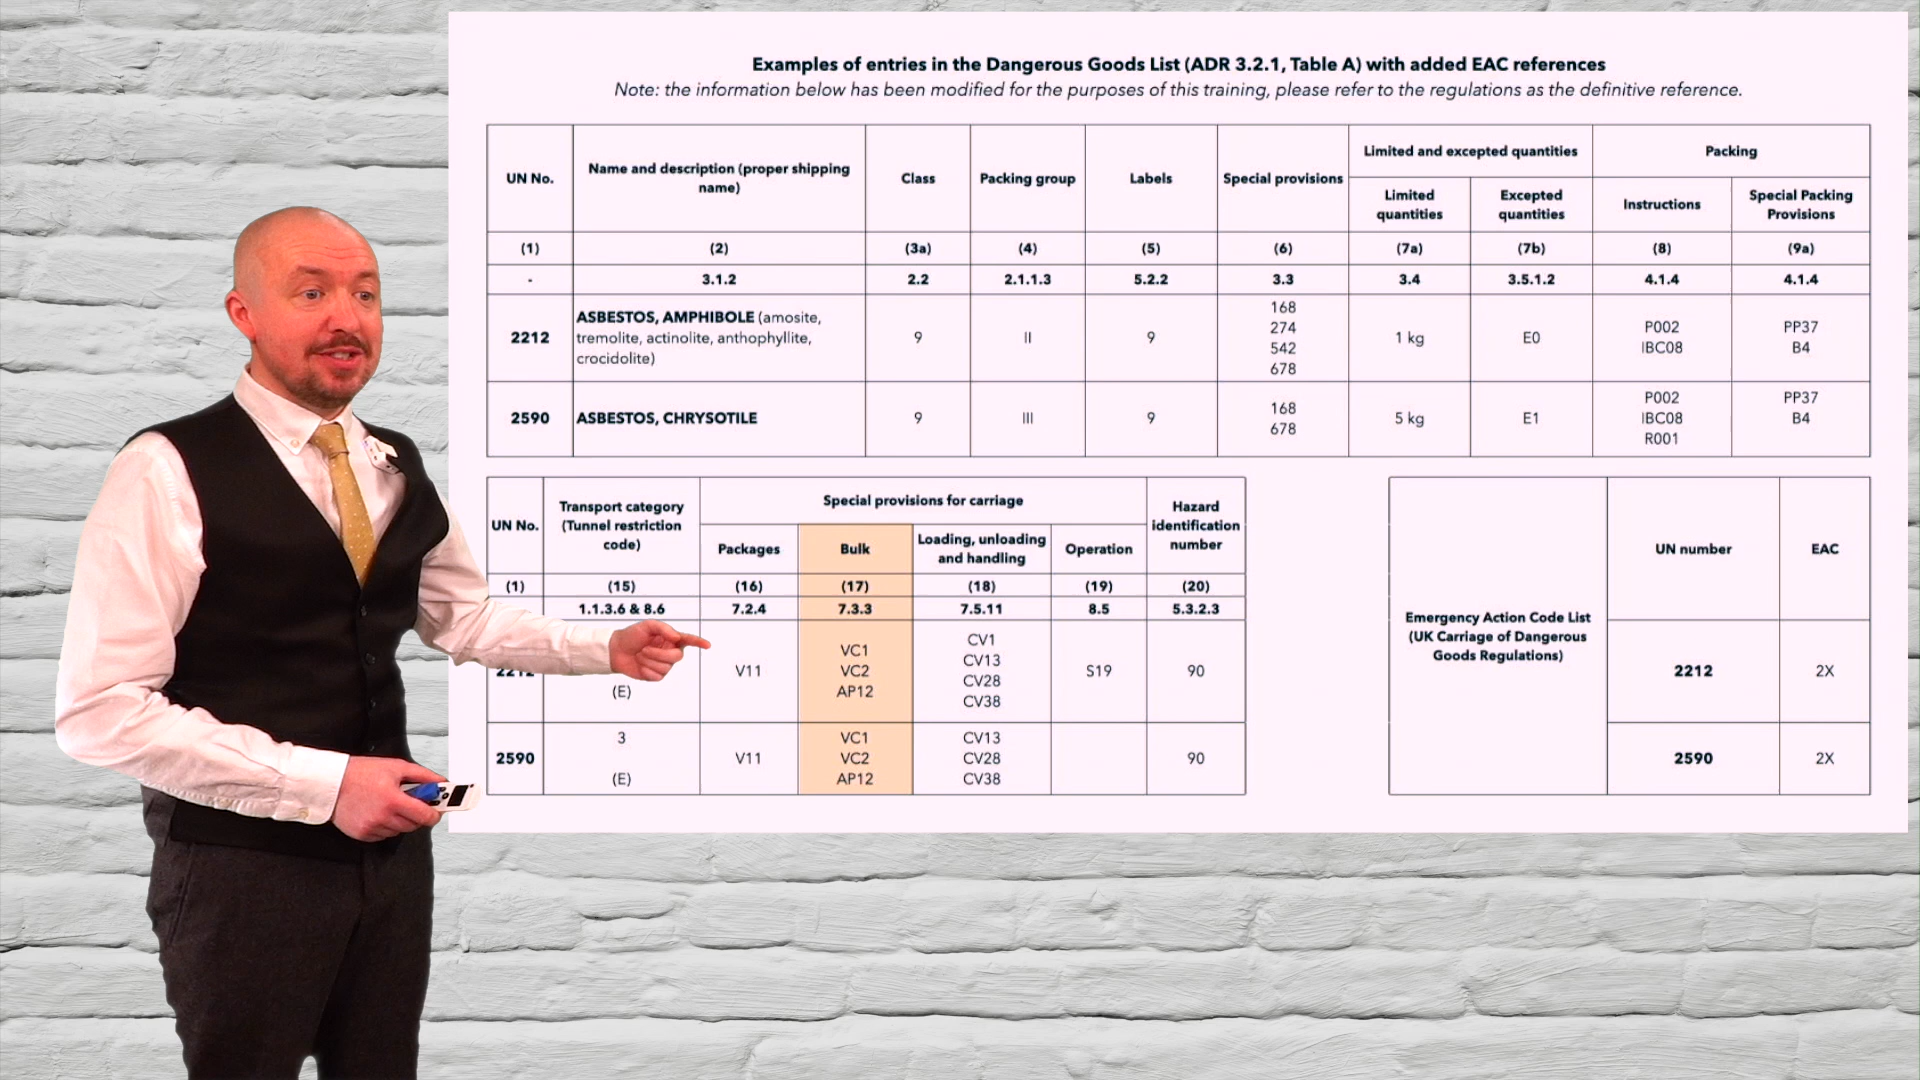 Examples of entries in the Dangerous Goods List (ADR 3.2.1, Table A) with added EAC references
Note: the information below has been modified for the purposes of this training, please refer to the regulations as the definitive reference.
UN No.
Name and description (proper shipping
name)
Class
Packing group
Labels
Special provisions
Limited and excepted quantities
Packing
Limited
quantities
Excepted
quantities
Instructions
Special Packing
Provisions
(1)
(2)
(3a)
(4)
(5)
(6)
(7a)
(7b)
(8)
(9a)
-
3.1.2
2.2
2.1.1.3
5.2.2
3.3
3.4
3.5.1.2
4.1.4
4.1.4
2212
ASBESTOS, AMPHIBOLE (amosite,
tremolite, actinolite, anthophyllite,
crocidolite)
9
II
9
168
274
542
678
1 kg
E0
P002
IBC08
PP37
B4
2590
ASBESTOS, CHRYSOTILE
9
III
9
168
678
5 kg
E1
P002
IBC08
R001
PP37
B4
UN No.
Transport category
(Tunnel restriction
code)
Special provisions for carriage
Packages
Bulk
Loading, unloading
and handling
Operation
Hazard
identification
number
(1)
(15)
(16)
(17)
(18)
(19)
(20)
1.1.3.6 & 8.6
7.2.4
7.3.3
7.5.11
8.5
5.3.2.3
2212
(E)
V11
VC1
VC2
AP12
CV1
CV13
CV28
CV38
S19
90
2590
3
(E)
V11
VC1
VC2
AP12
CV13
CV28
CV38
90
Emergency Action Code List
(UK Carriage of Dangerous
Goods Regulations)
UN number
EAC
2212
2X
2590
2X